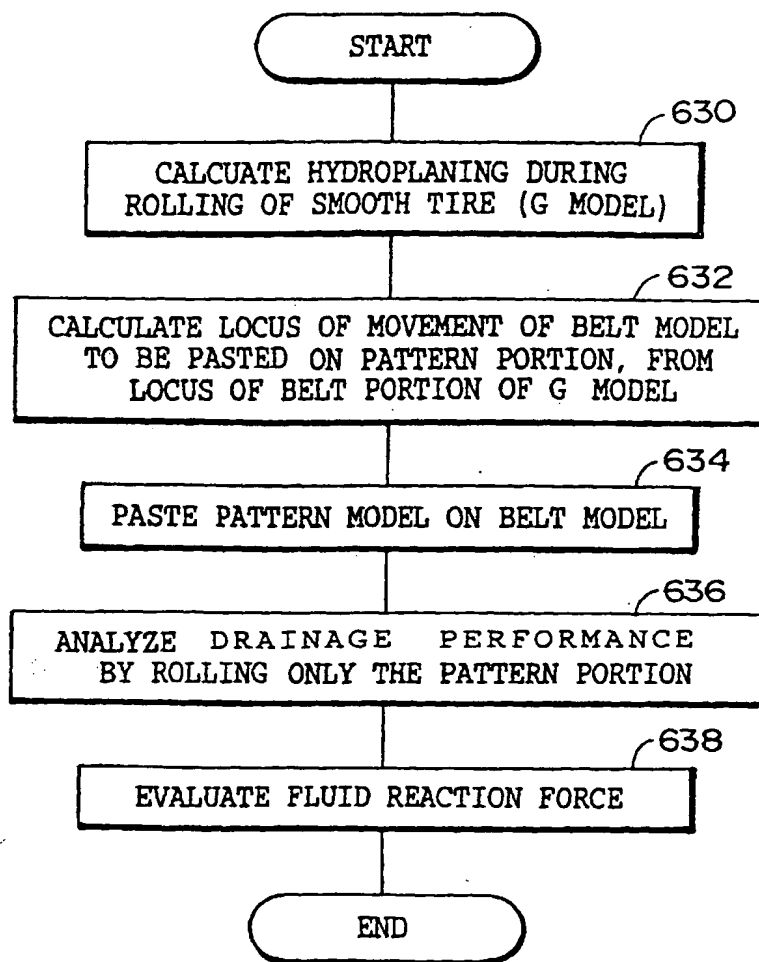 START
630
CALCUATE HYDROPLANING DURING
ROLLING OF SMOOTH TIRE (G MODEL)
632
CALCULATE LOCUS OF MOVEMENT OF BELT MODEL
TO BE PASTED ON PATTERN PORTION, FROM
LOCUS OF BELT PORTION OF G MODEL
634
PASTE PATTERN MODEL ON BELT MODEL
636
ANALYZE DRAINAGE PERFORMANCE
BY ROLLING ONLY THE PATTERN PORTION
638
EVALUATE FLUID REACTION FORCE
END